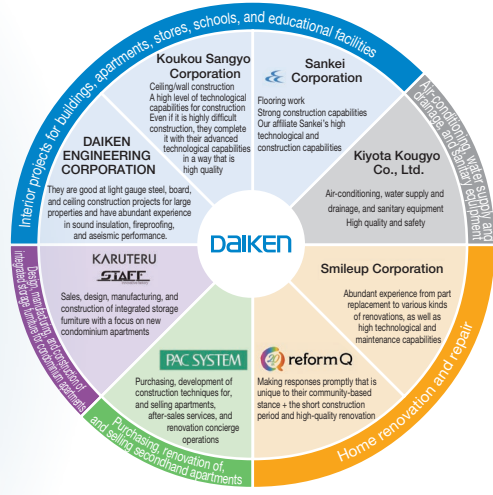 Interior projects for buildings, apartments, stores, schools, and educational facilities
Koukou Sangyo
Corporation
Ceiling/wall construction
A high level of technological
capabilities for construction
Even if it is highly difficult
construction, they complete
it with their advanced
technological capabilities
in a way that is
high quality
Sankei
Corporation
Flooring work
Strong construction capabilities
Our affiliate Sankei's high
technological and
construction capabilities
DAIKEN
ENGINEERING
CORPORATION
They are good at light gauge steel, board,
and ceiling construction projects for large
properties and have abundant experience
in sound insulation, fireproofing,
and aseismic performance.
Air-conditioning, water supply and
drainage, and sanitary equipment
Kiyota Kougyo
Co., Ltd.
Air-conditioning, water supply and
drainage, and sanitary equipment
High quality and safety
DAIKEN
Design, manufacturing, and construction of
integrated storage furniture for condominium apartments
KARUTERU
STAFF
Sales, design, manufacturing, and
construction of integrated storage
furniture with a focus on new
condominium apartments
Smileup Corporation
Abundant experience from part
replacement to various kinds
of renovations, as well as
high technological and
maintenance capabilities
PAC SYSTEM
Purchasing, development of
construction techniques for,
and selling apartments,
after-sales services, and
renovation concierge
operations
reformQ
Making responses promptly that is
unique to their community-based
stance + the short construction
period and high-quality renovation
Purchasing, renovation of,
and selling secondhand apartments
Home renovation and repair